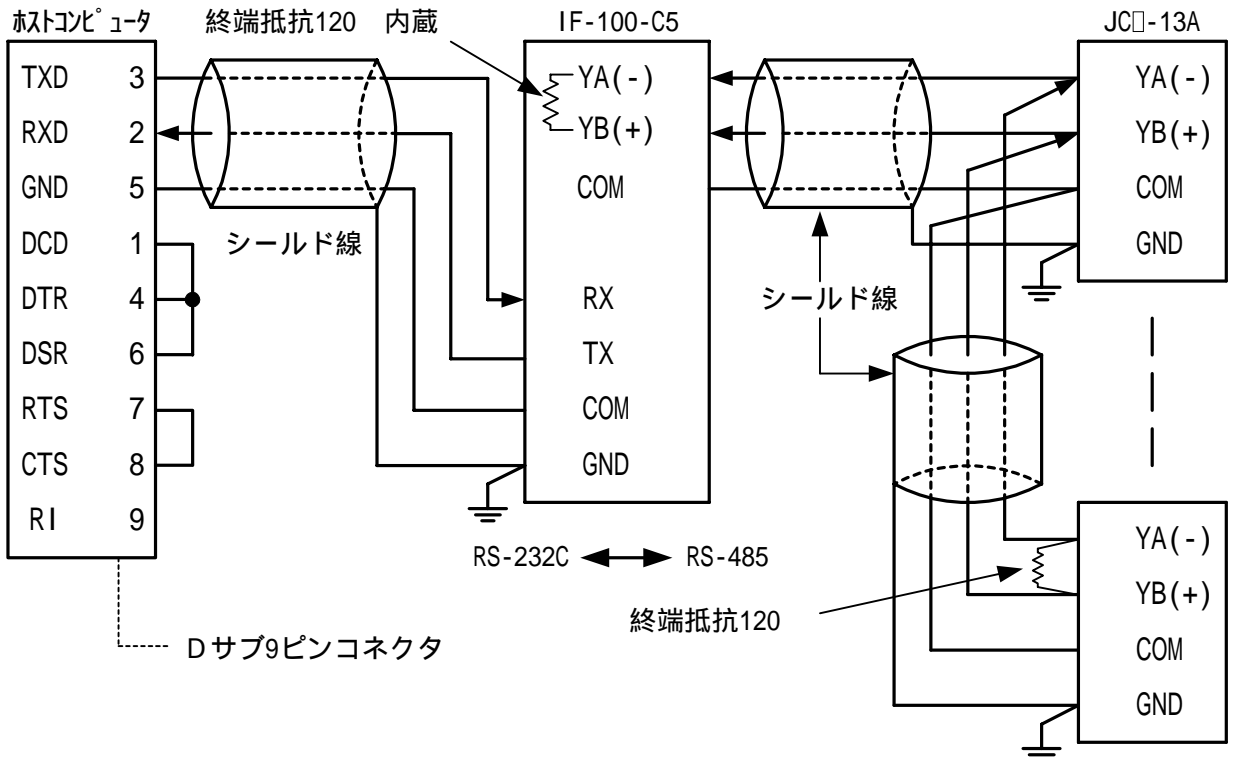 ホストコンピュータ
終端抵抗120 内蔵
IF-100-C5
JC□-13A
TXD 3
RXD 2
GND 5
DCD 1
DTR 4
DSR 6
RTS 7
CTS 8
RI 9
シールド線
YA(-)
YB(+)
COM
RX
TX
COM
GND
シールド線
YA(-)
YB(+)
COM
GND
RS-232C
RS-485
終端抵抗120
YA(-)
YB(+)
COM
GND
Dサブ9ピンコネクタ